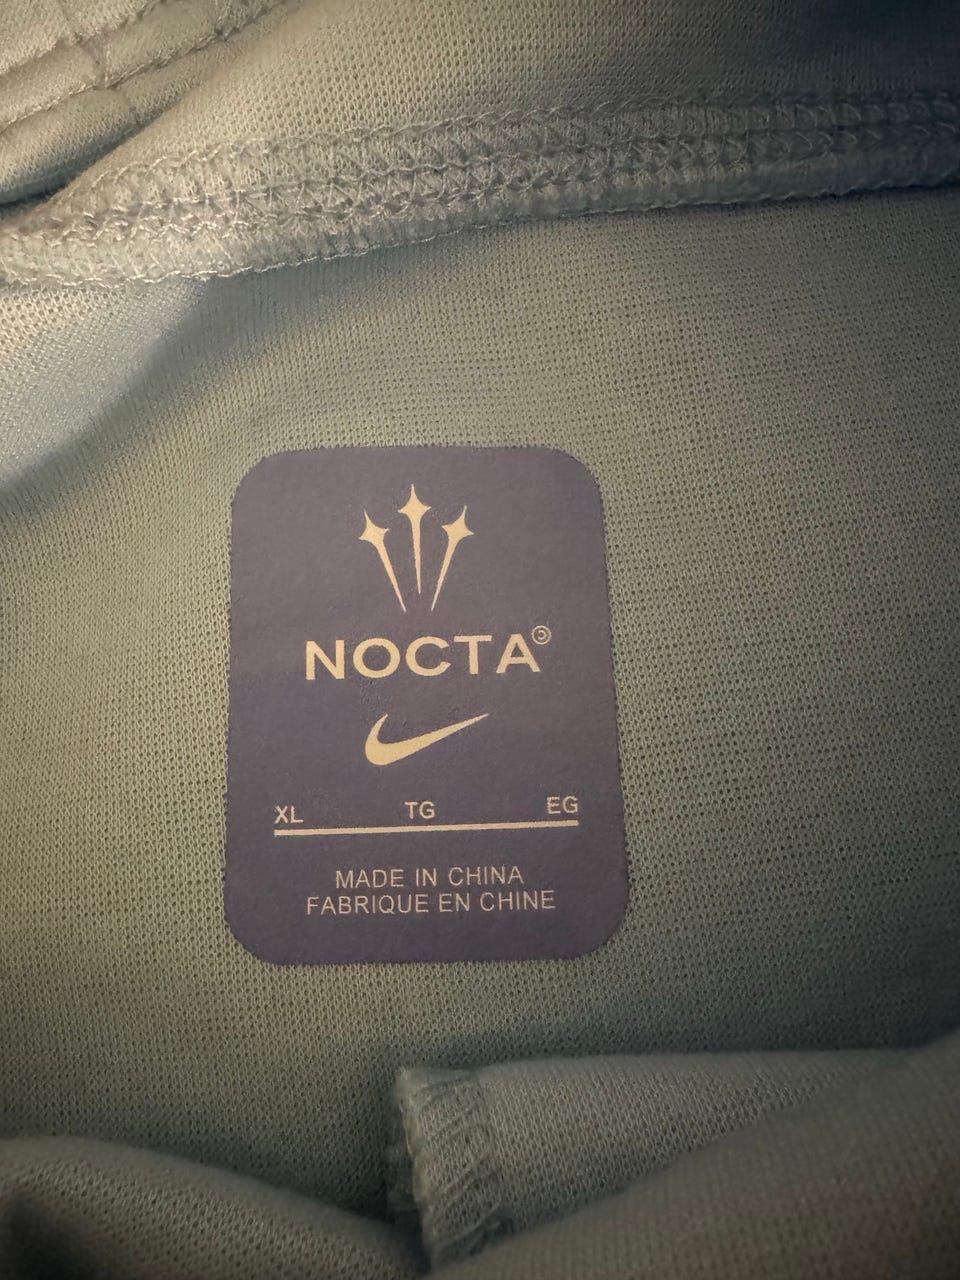 NOCTA©
XL TG EG
MADE IN CHINA
FABRIQUE EN CHINE